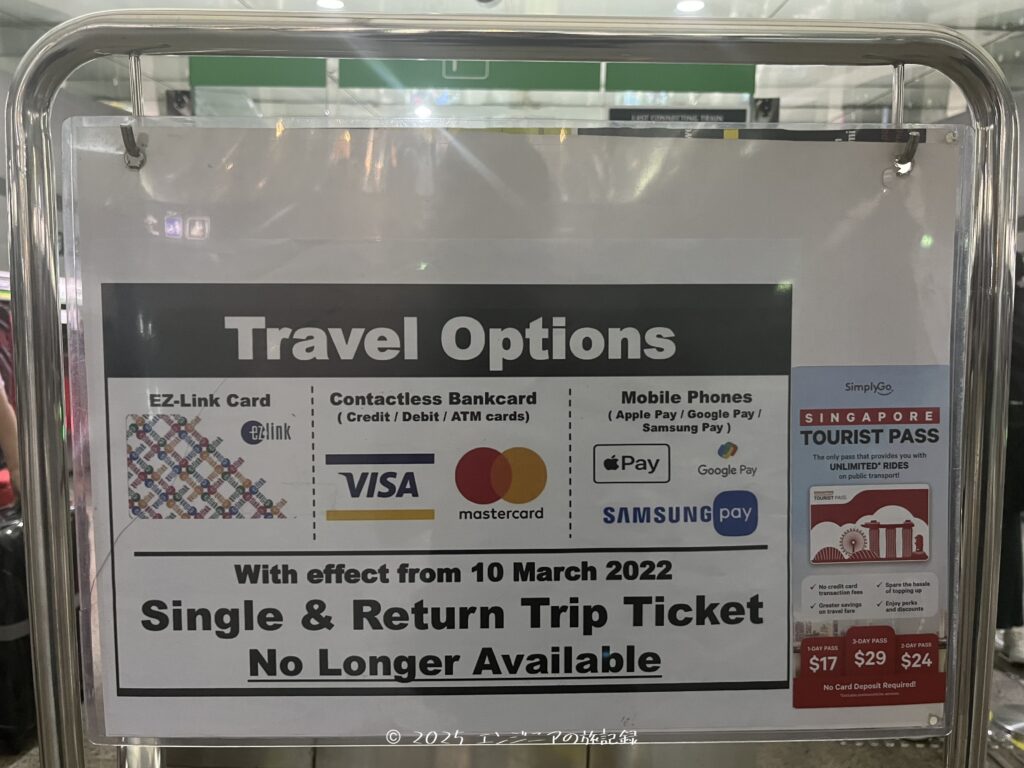 Travel Options
EZ-Link Card
ez-link
Contactless Bankcard
( Credit / Debit / ATM cards)
VISA
mastercard
Mobile Phones
( Apple Pay / Google Pay /
Samsung Pay )
Pay
Google Pay
SAMSUNG pay
With effect from 10 March 2022
Single & Return Trip Ticket
No Longer Available
SimplyGo
SINGAPORE
TOURIST PASS
The only pass that provides you with
UNLIMITED* RIDES
on public transport!
TOURIST PASS
✓ No credit card
transaction fees
✓ Greater savings
on travel fare
✓ Spare the hassle
of topping up
✓ Enjoy perks
and discounts
1-DAY PASS
$17
3-DAY PASS
$29
2-DAY PASS
$24
No Card Deposit Required!
© 2025 エンジニアの旅記録